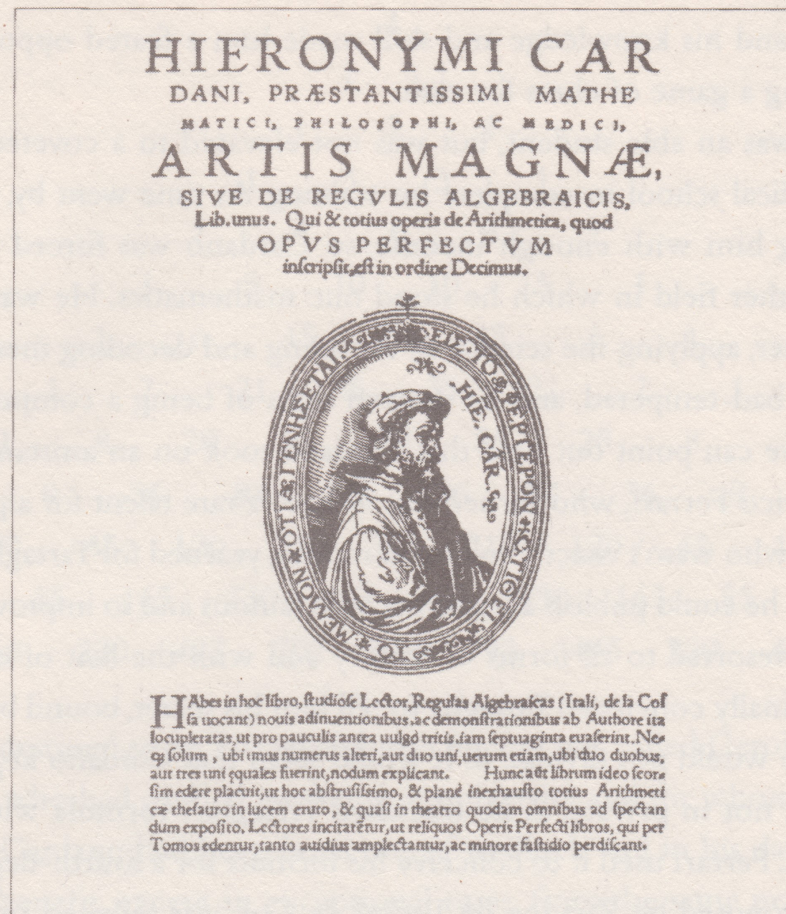 HIERONYMI CAR
DANI, PRÆSTANTISSIMI MATHE
MATICI, PHILOSOPHI, AC MEDICI,
ARTIS MAGNÆ,
SIVE DE REGVLIS ALGEBRAICIS,
Lib. unus. Qui & totius operis de Arithmetica, quod
OPVS PERFECTVM
inscripsit, est in ordine Decimus.
HIE. CAR.
HAbes in hoc libro, studiose Lector, Regulas Algebraicas (Itali, de la Cos
sa uocant) nouis adinuentionibus, ac demonstrationibus ab Authore ita
locupletatas, ut pro pauculis antea uulgò tritis, iam septuaginta euaserint. Ne-
q; solum, ubi unus numerus alteri, aut duo uni, uerum etiam, ubi duo duobus,
aut tres uni equales fuerint, nodum explicant. Hunc aūt librum ideo seor-
sim edere placuit, ut hoc abstrusissimo, & planè inexhausto totius Arithmeti
cæ thesauro in lucem eruto, & quasi in theatro quodam omnibus ad spectan
dum exposito, Lectores incitarētur, ut reliquos Operis Perfecti libros, qui per
Tomos edentur, tanto auidius amplectantur, ac minore fastidio perdiscant.